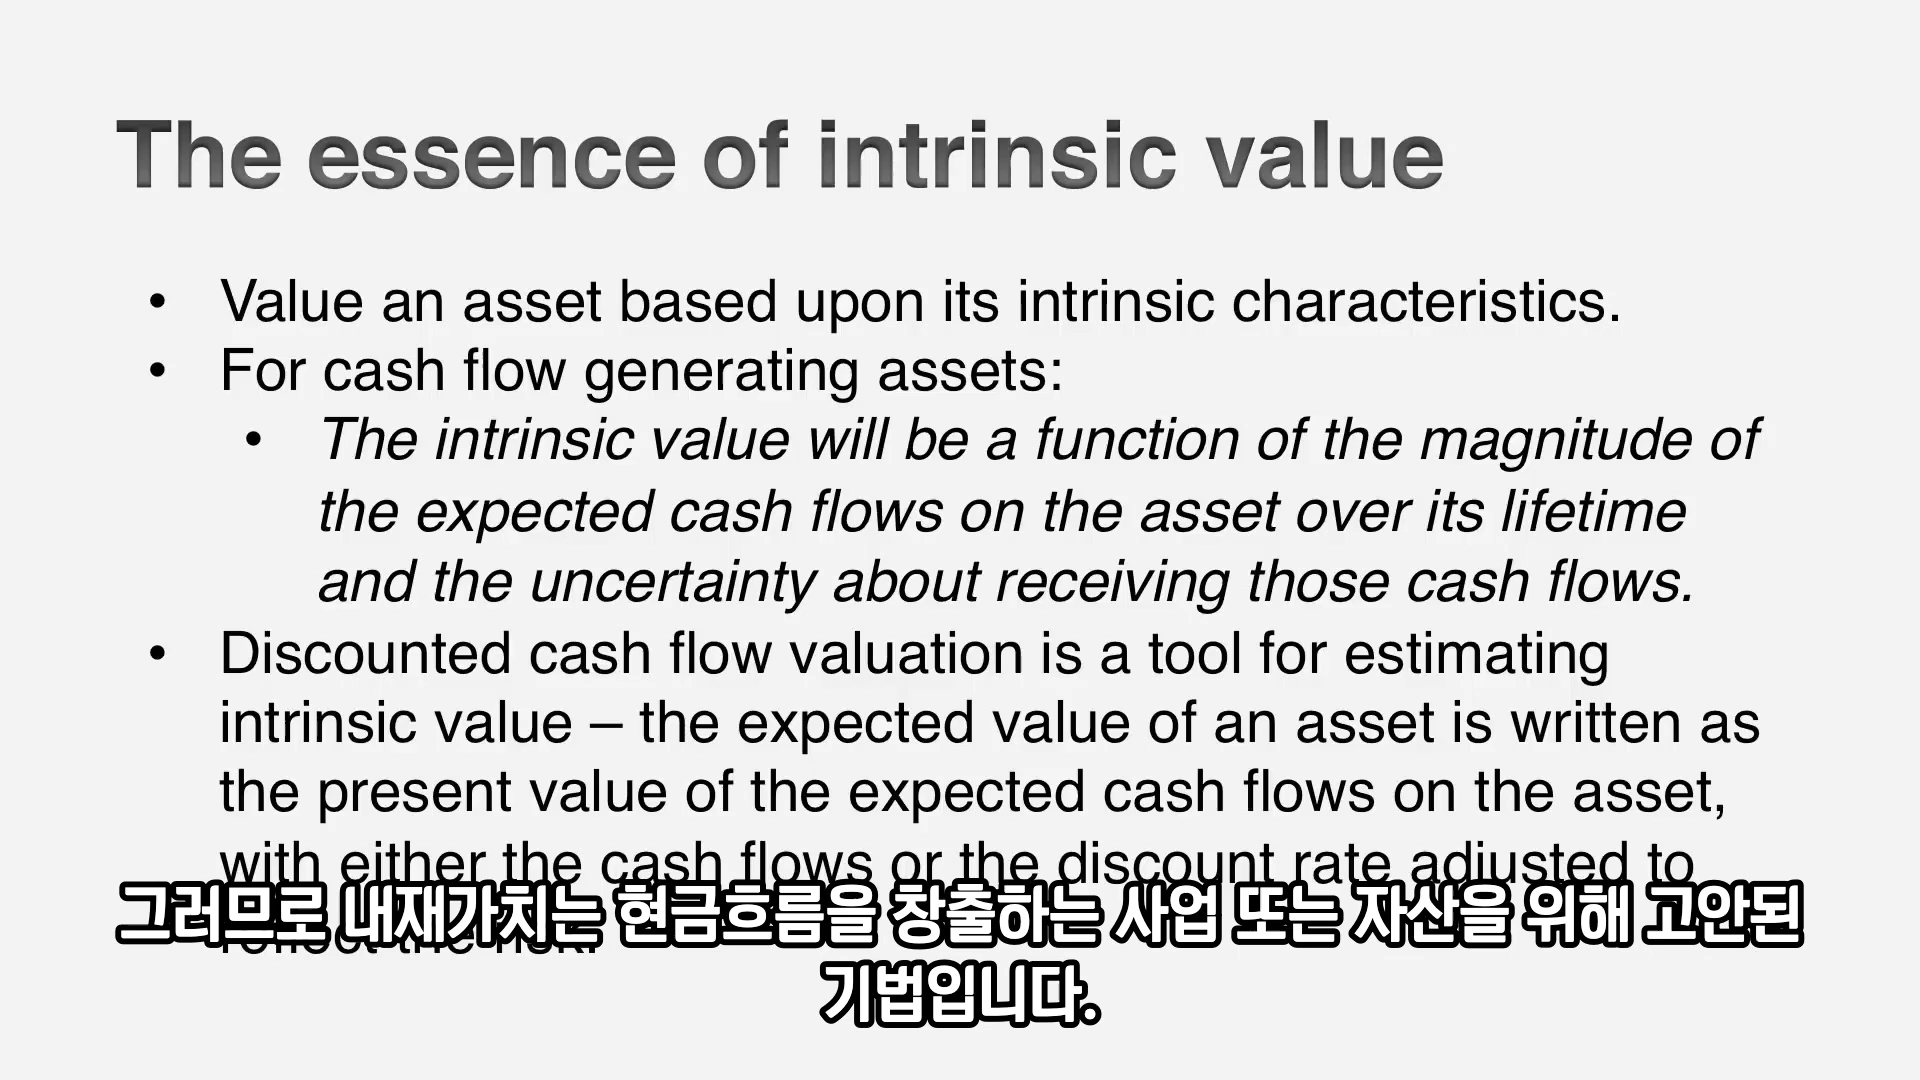 The essence of intrinsic value
• Value an asset based upon its intrinsic characteristics.
• For cash flow generating assets:
• The intrinsic value will be a function of the magnitude of
the expected cash flows on the asset over its lifetime
and the uncertainty about receiving those cash flows.
• Discounted cash flow valuation is a tool for estimating
intrinsic value – the expected value of an asset is written as
the present value of the expected cash flows on the asset,
with either the cash flows or the discount rate adjusted to
reflect the risk.
그러므로 내재가치는 현금흐름을 창출하는 사업 또는 자산을 위해 고안된
기법입니다.